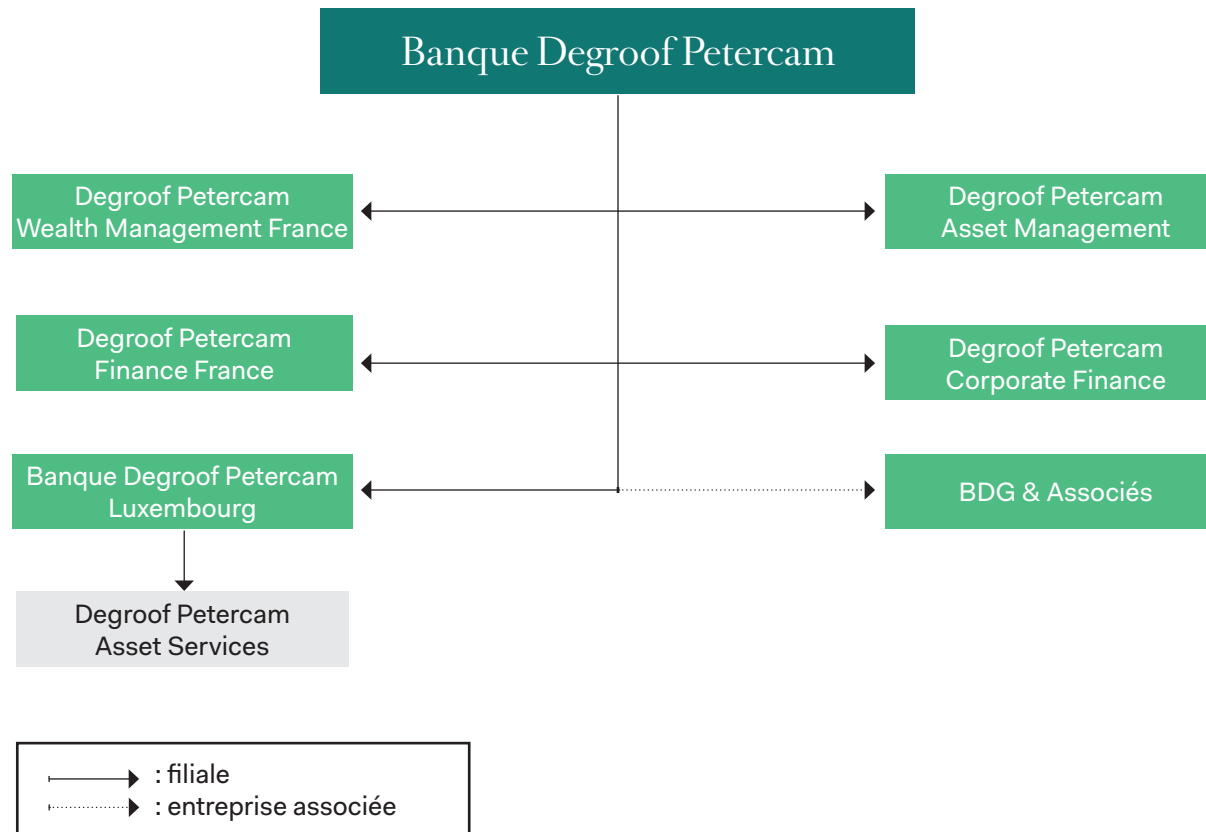 Banque Degroof Petercam
Degroof Petercam
Wealth Management France
Degroof Petercam
Asset Management
Degroof Petercam
Finance France
Degroof Petercam
Corporate Finance
Banque Degroof Petercam
Luxembourg
BDG & Associés
Degroof Petercam
Asset Services
: filiale
: entreprise associée